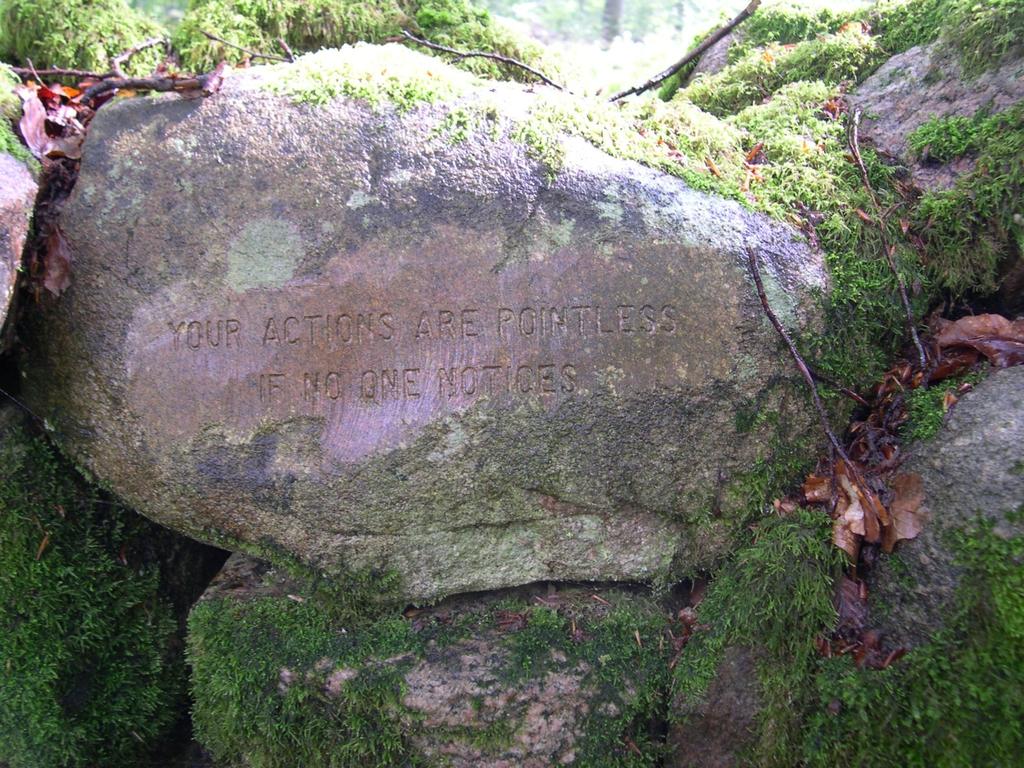 YOUR ACTIONS ARE POINTLESS
IF NO ONE NOTICES